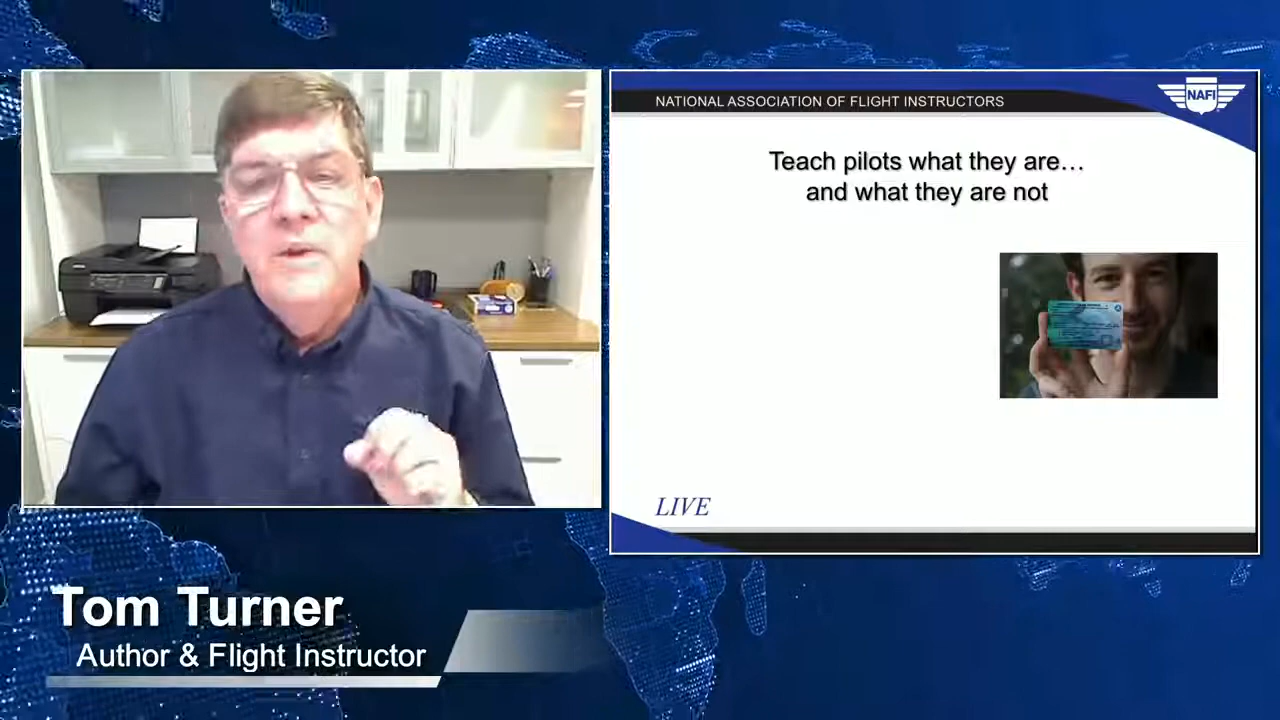 NATIONAL ASSOCIATION OF FLIGHT INSTRUCTORS
NAFI
Teach pilots what they are…
and what they are not
LIVE
Tom Turner
Author & Flight Instructor